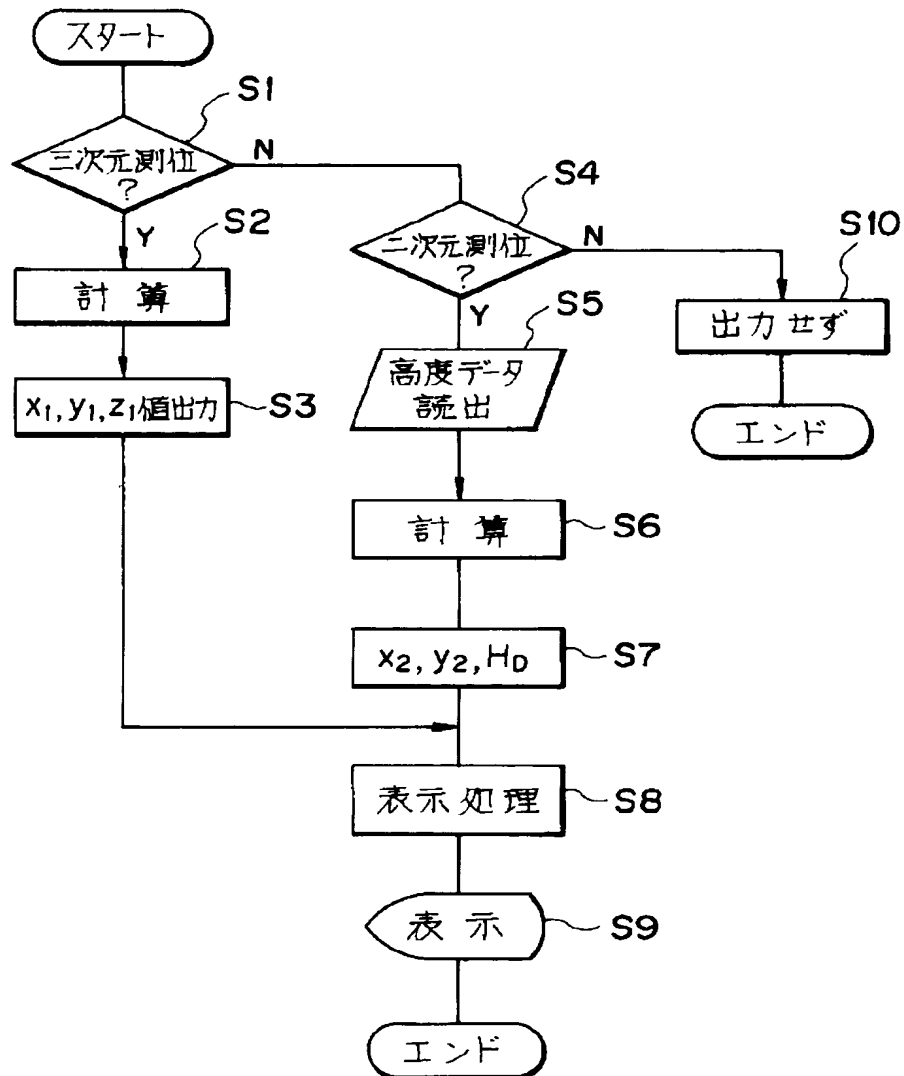 スタート
S1
三次元測位
?
N
Y
S2
計算
x₁, y₁, z₁値出力
S3
S4
二次元測位
?
N
Y
S5
高度データ
読出
S10
出力せず
エンド
計算
S6
x₂, y₂, H_D
S7
表示処理
S8
表示
S9
エンド